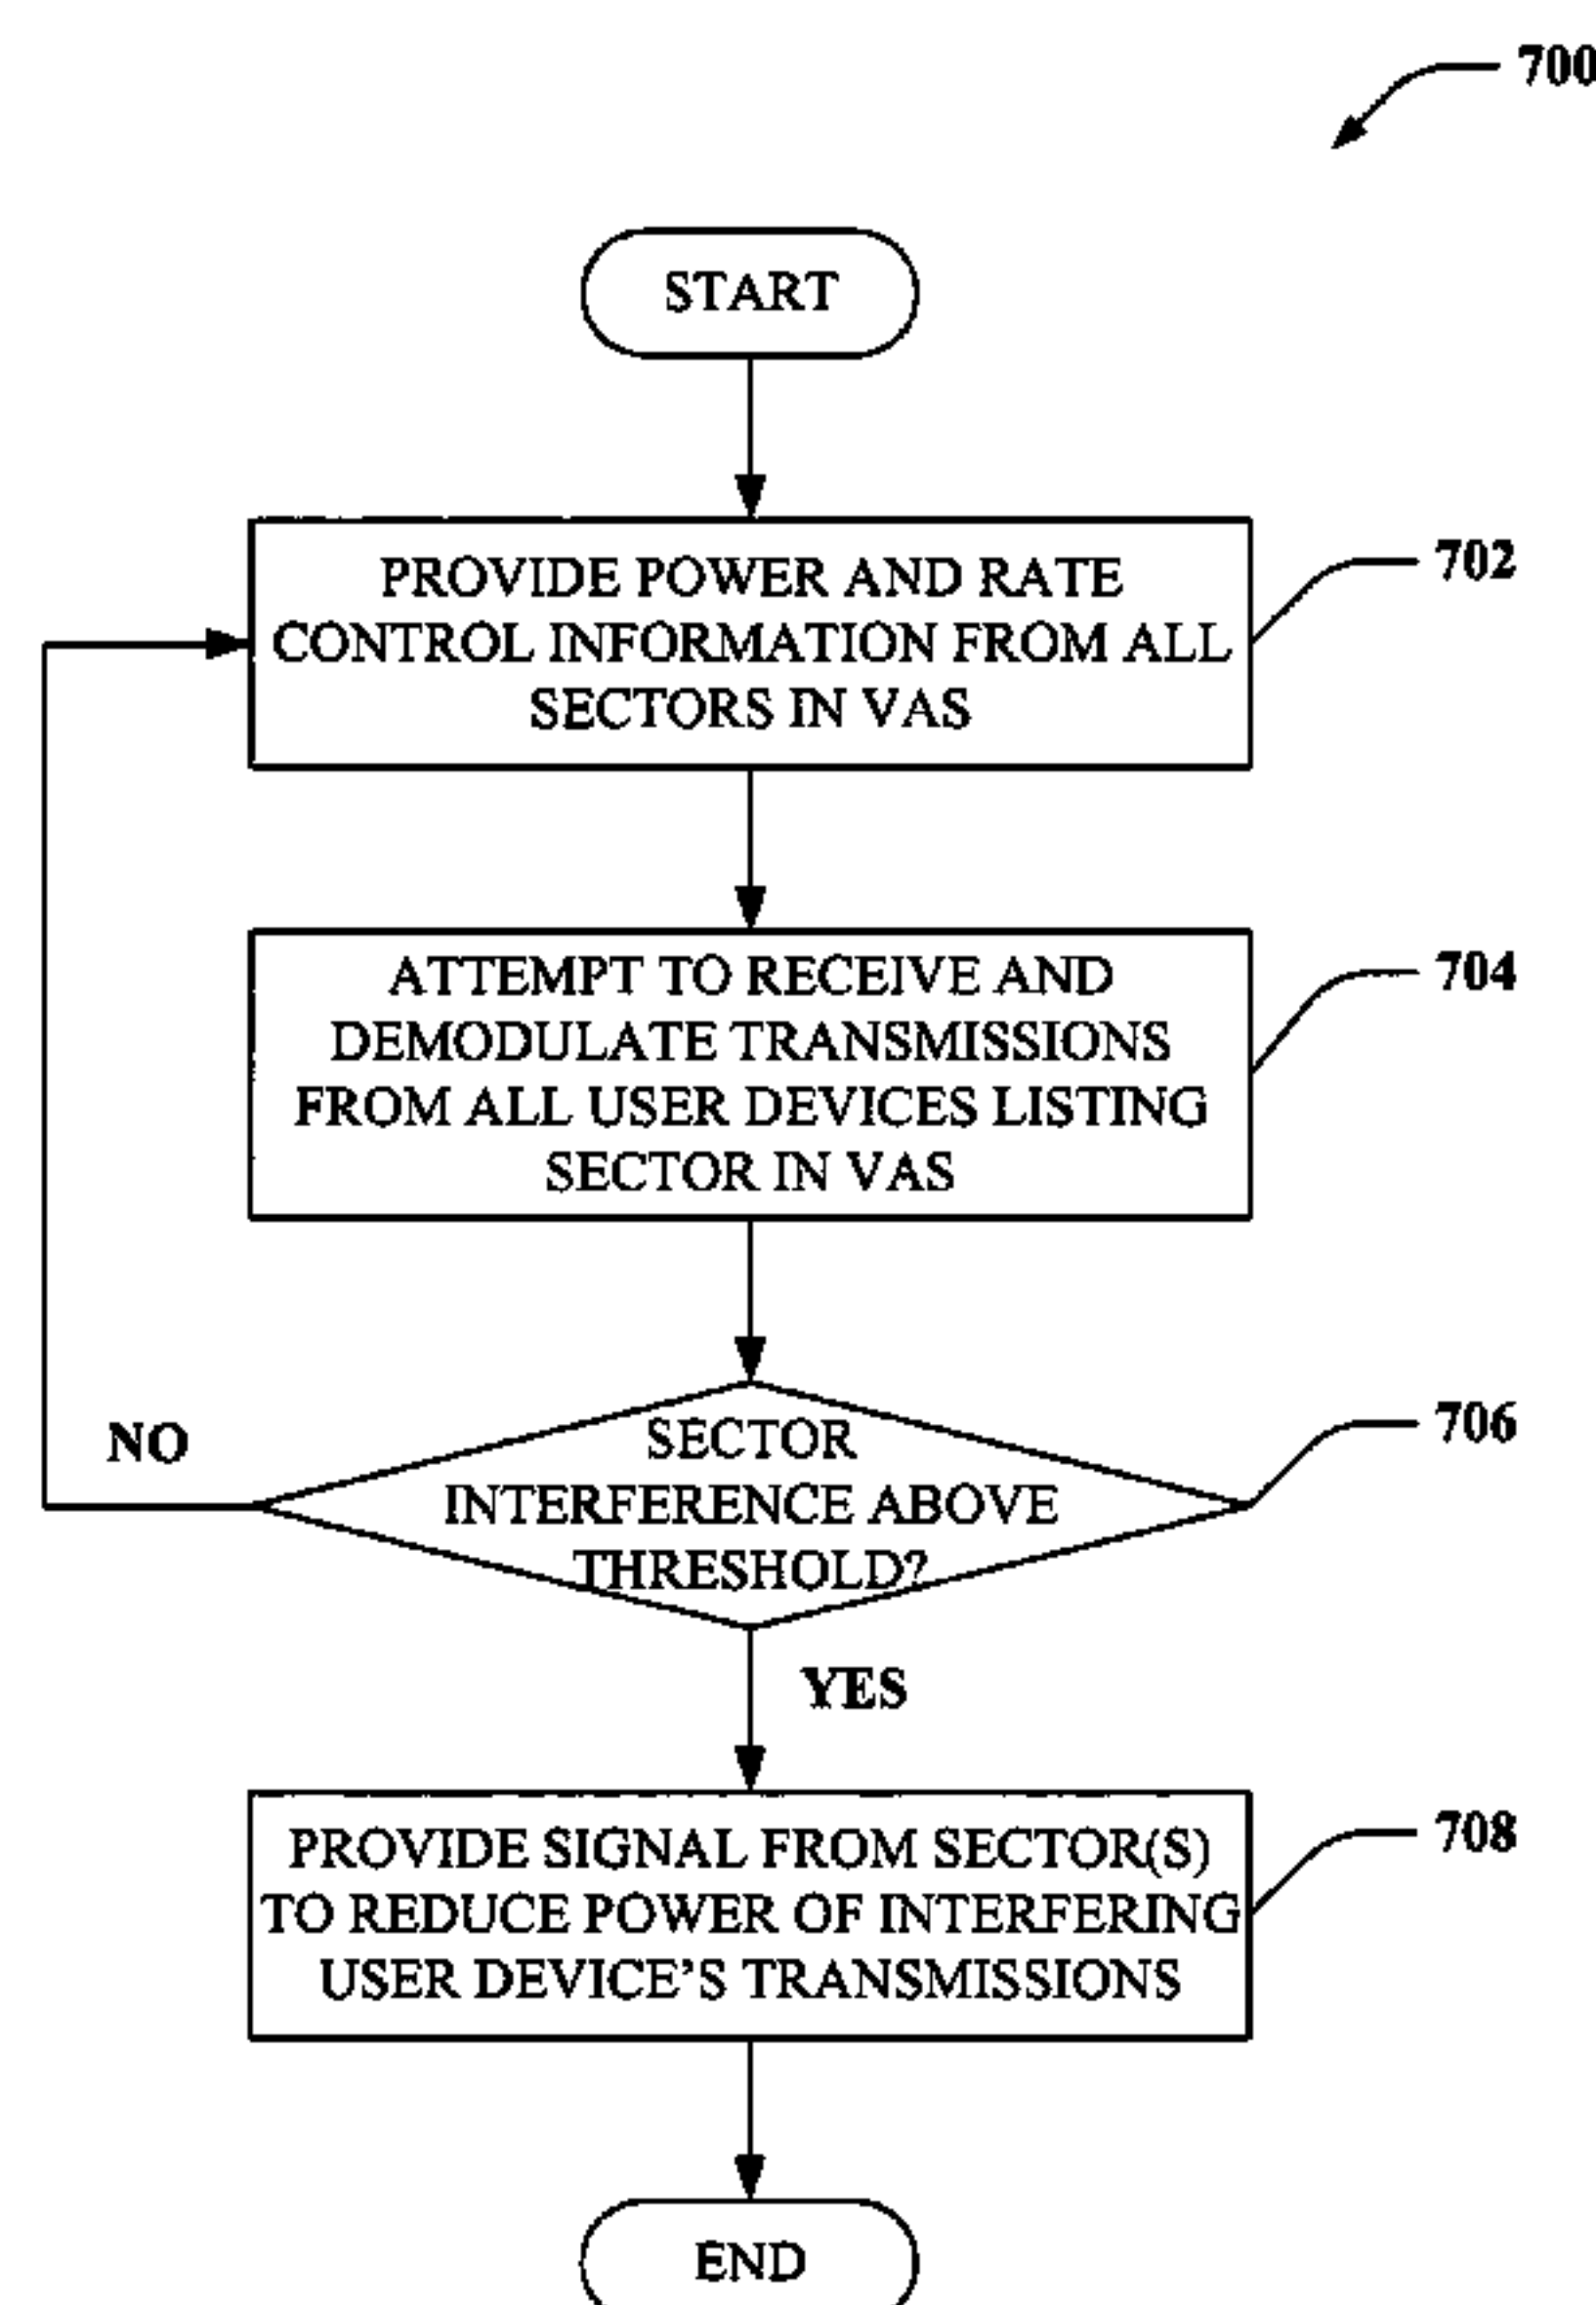 700
START
PROVIDE POWER AND RATE
CONTROL INFORMATION FROM ALL
SECTORS IN VAS
702
ATTEMPT TO RECEIVE AND
DEMODULATE TRANSMISSIONS
FROM ALL USER DEVICES LISTING
SECTOR IN VAS
704
SECTOR
INTERFERENCE ABOVE
THRESHOLD?
706
NO
YES
PROVIDE SIGNAL FROM SECTOR(S)
TO REDUCE POWER OF INTERFERING
USER DEVICE'S TRANSMISSIONS
708
END